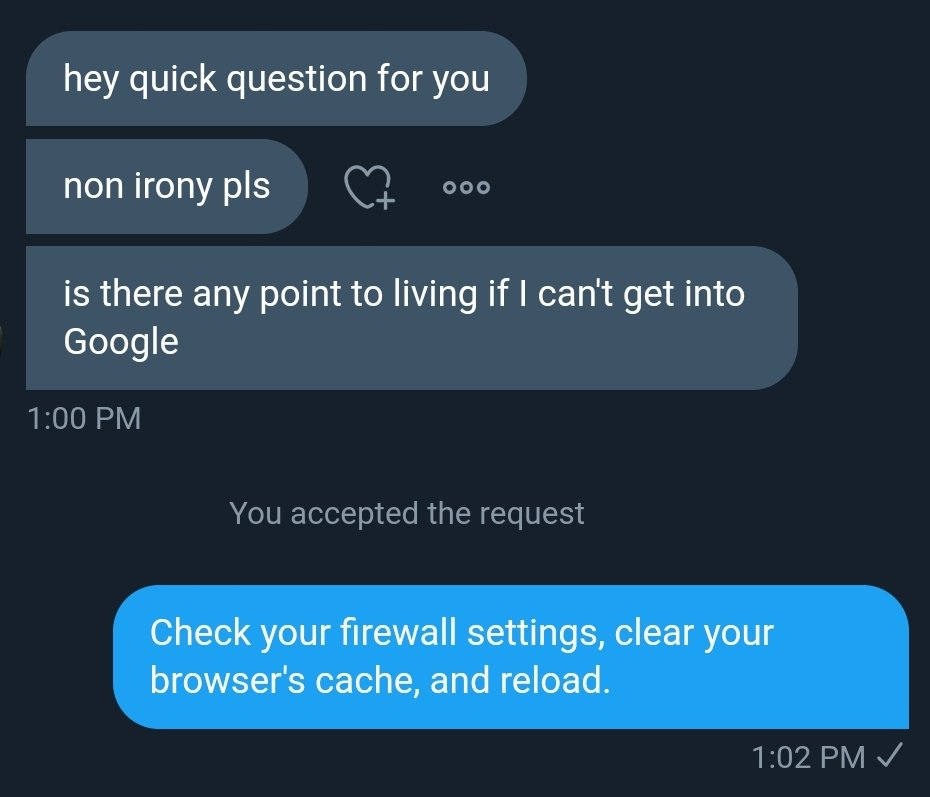 hey quick question for you
non irony pls
is there any point to living if I can't get into
Google
1:00 PM
You accepted the request
Check your firewall settings, clear your
browser's cache, and reload.
1:02 PM